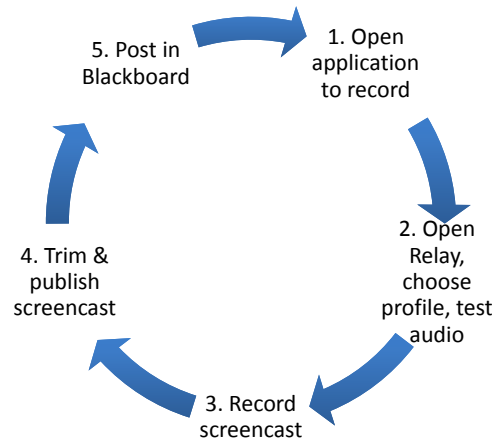 1. Open
application
to record
2. Open
Relay,
choose
profile, test
audio
3. Record
screencast
4. Trim &
publish
screencast
5. Post in
Blackboard